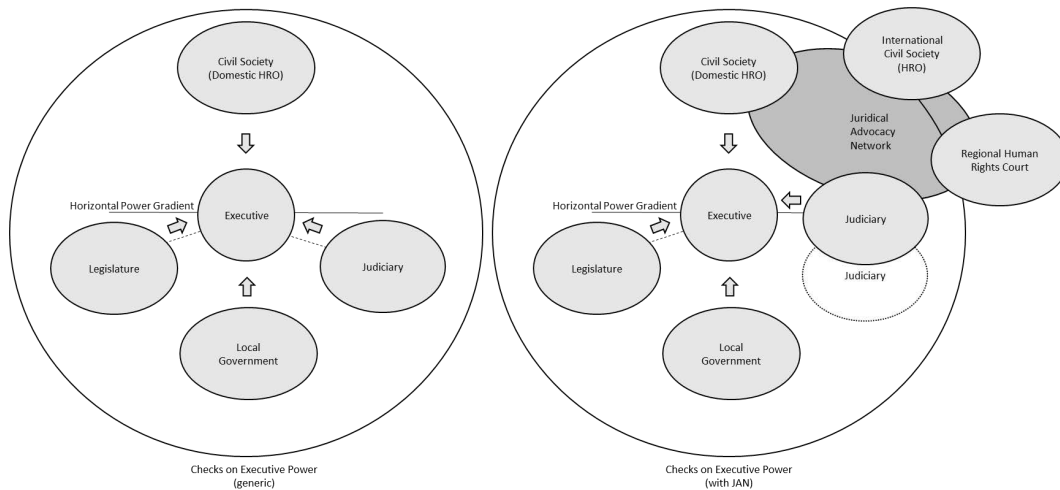 Civil Society
(Domestic HRO)
Horizontal Power Gradient
Executive
Legislature
Judiciary
Local
Government
Checks on Executive Power
(generic)
Civil Society
(Domestic HRO)
International
Civil Society
(HRO)
Juridical
Advocacy
Network
Regional Human
Rights Court
Horizontal Power Gradient
Executive
Judiciary
Legislature
Judiciary
Local
Government
Checks on Executive Power
(with JAN)